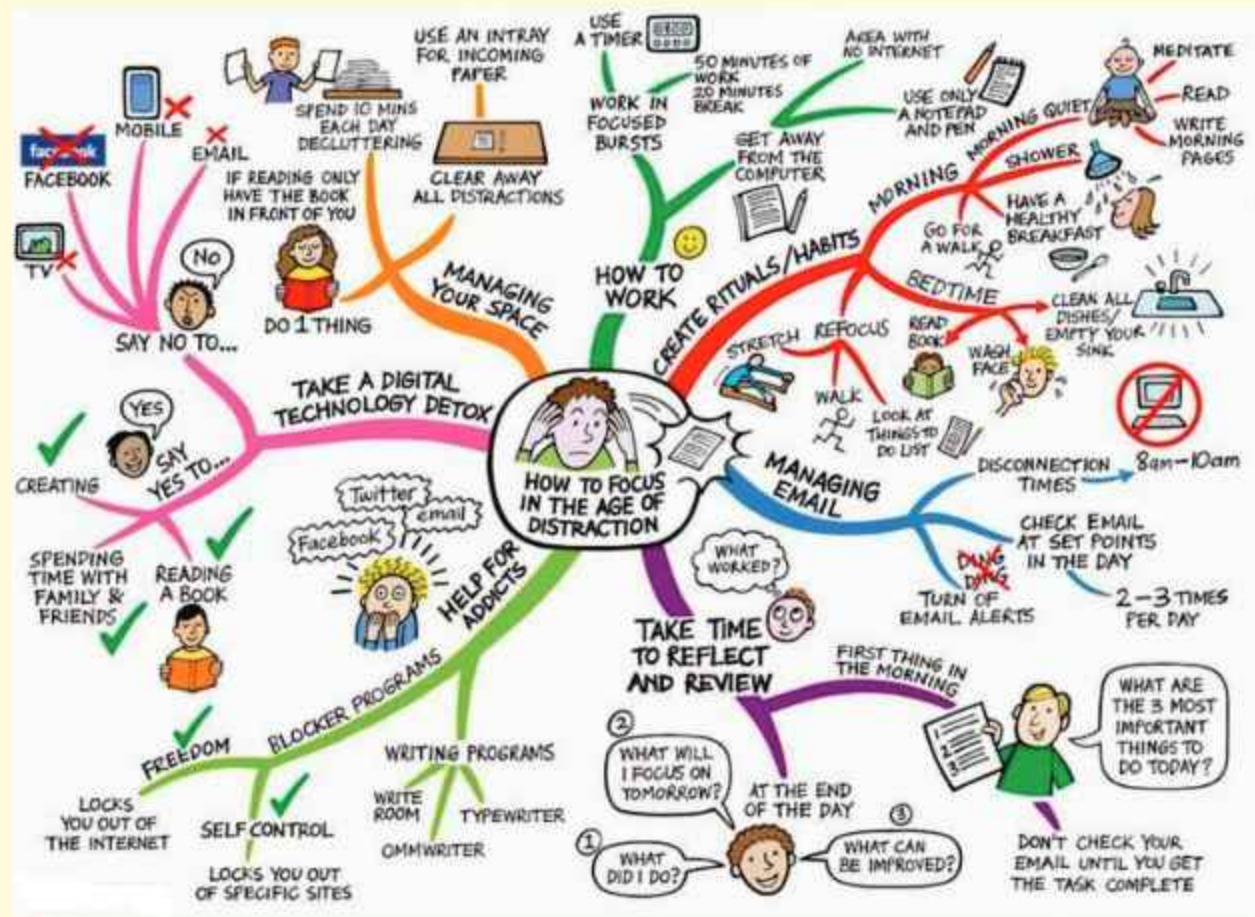 HOW TO FOCUS
IN THE AGE OF
DISTRACTION
HOW TO
WORK
WORK IN
FOCUSED
BURSTS
USE
A TIMER
50 MINUTES OF
WORK
20 MINUTES
BREAK
GET AWAY
FROM THE
COMPUTER
AREA WITH
NO INTERNET
USE ONLY
A NOTEPAD
AND PEN
CREATE RITUALS/HABITS
MORNING
MORNING QUIET
MEDITATE
READ
WRITE
MORNING
PAGES
SHOWER
HAVE A
HEALTHY
BREAKFAST
GO FOR
A WALK
BEDTIME
CLEAN ALL
DISHES/
EMPTY YOUR
SINK
WASH
FACE
READ
BOOK
REFOCUS
STRETCH
WALK
LOOK AT
THINGS TO
DO LIST
MANAGING
EMAIL
DISCONNECTION
TIMES
8am-10am
CHECK EMAIL
AT SET POINTS
IN THE DAY
2-3 TIMES
PER DAY
DING
DING
TURN OF
EMAIL ALERTS
TAKE TIME
TO REFLECT
AND REVIEW
WHAT
WORKED?
FIRST THING IN
THE MORNING
1
2
3
WHAT ARE
THE 3 MOST
IMPORTANT
THINGS TO
DO TODAY?
DON'T CHECK YOUR
EMAIL UNTIL YOU GET
THE TASK COMPLETE
AT THE END
OF THE DAY
1
WHAT
DID I DO?
2
WHAT WILL
I FOCUS ON
TOMORROW?
3
WHAT CAN
BE IMPROVED?
HELP FOR
ADDICTS
Twitter
email
Facebook
BLOCKER PROGRAMS
FREEDOM
LOCKS
YOU OUT OF
THE INTERNET
SELF CONTROL
LOCKS YOU OUT
OF SPECIFIC SITES
WRITING PROGRAMS
WRITE
ROOM
OMMWRITER
TYPEWRITER
TAKE A DIGITAL
TECHNOLOGY DETOX
SAY NO TO...
NO
TV
facebook
FACEBOOK
MOBILE
EMAIL
SAY
YES TO...
YES
CREATING
SPENDING
TIME WITH
FAMILY &
FRIENDS
READING
A BOOK
MANAGING
YOUR SPACE
DO 1 THING
IF READING ONLY
HAVE THE BOOK
IN FRONT OF YOU
SPEND 10 MINS
EACH DAY
DECLUTTERING
CLEAR AWAY
ALL DISTRACTIONS
USE AN INTRAY
FOR INCOMING
PAPER